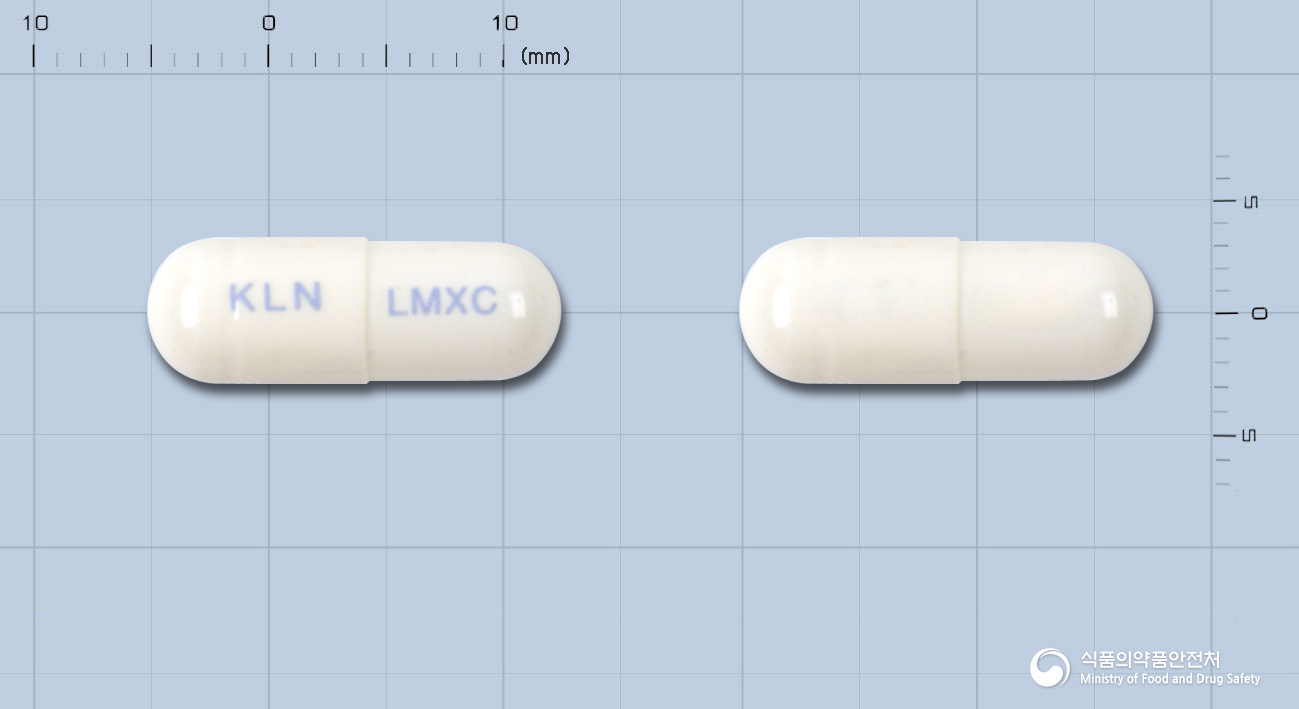 10 0 10
(mm)
KLN LMXC
5
0
5
식품의약품안전처
Ministry of Food and Drug Safety